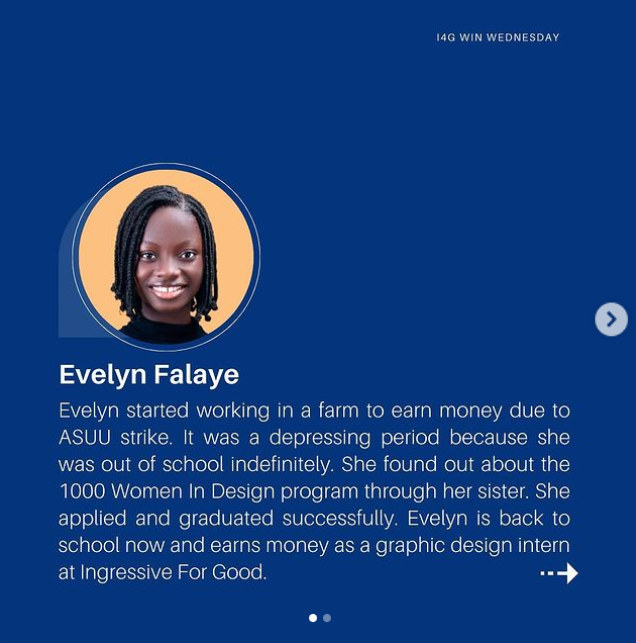 I4G WIN WEDNESDAY
Evelyn Falaye
Evelyn started working in a farm to earn money due to
ASUU strike. It was a depressing period because she
was out of school indefinitely. She found out about the
1000 Women In Design program through her sister. She
applied and graduated successfully. Evelyn is back to
school now and earns money as a graphic design intern
at Ingressive For Good.